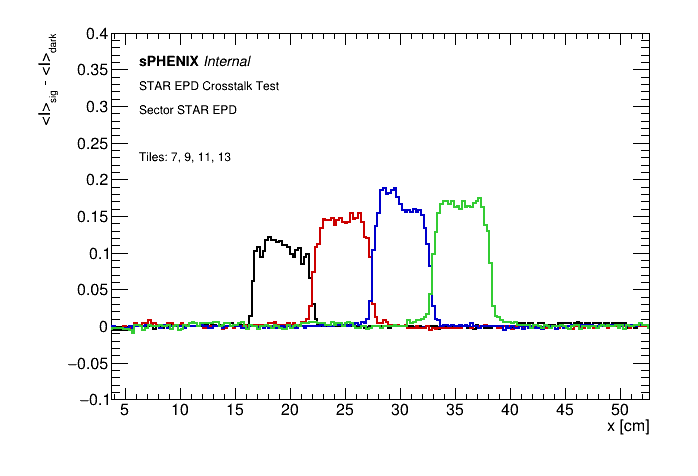 0.4
<I>sig - <I>dark
0.35
sPHENIX Internal
STAR EPD Crosstalk Test
0.3
Sector STAR EPD
0.25
Tiles: 7, 9, 11, 13
0.2
0.15
0.1
0.05
0
−0.05
−0.1
5 10 15 20 25 30 35 40 45 50
x [cm]